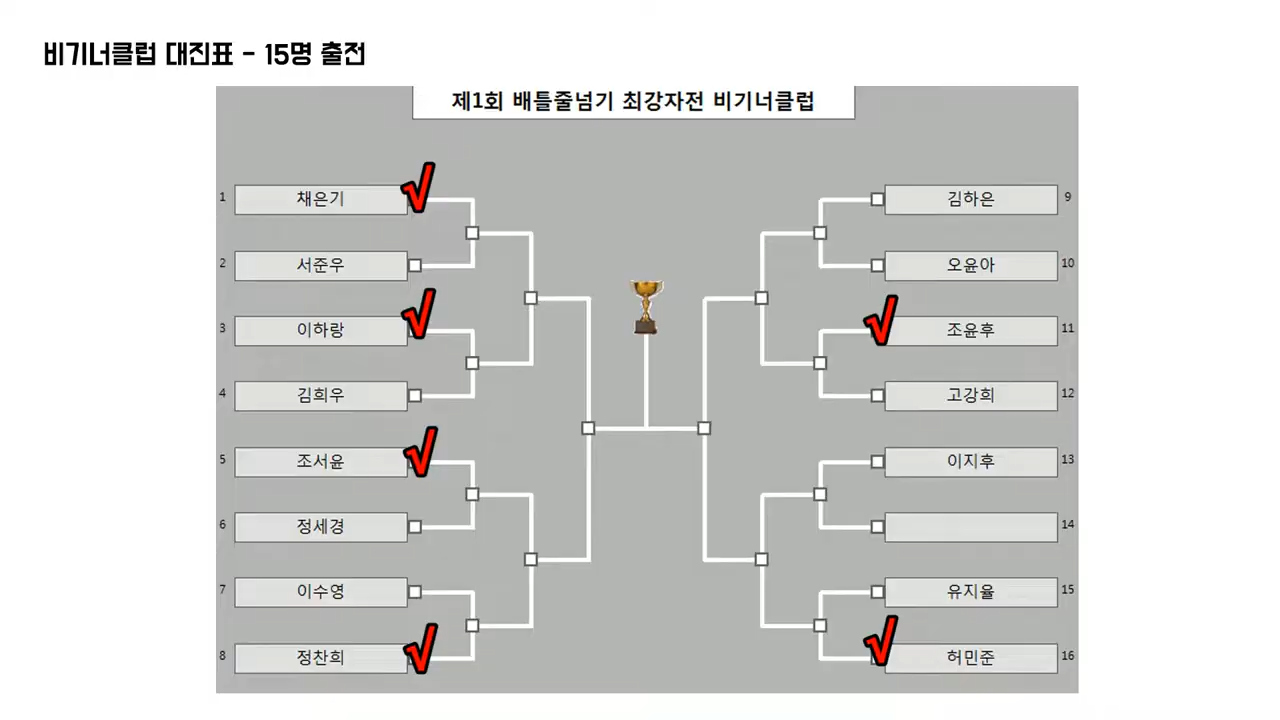 비기너클럽 대진표 - 15명 출전
제1회 배틀줄넘기 최강자전 비기너클럽
1 채은기
2 서준우
3 이하랑
4 김희우
5 조서윤
6 정세경
7 이수영
8 정찬희
김하은 9
오윤아 10
조윤후 11
고강희 12
이지후 13
14
유지율 15
허민준 16